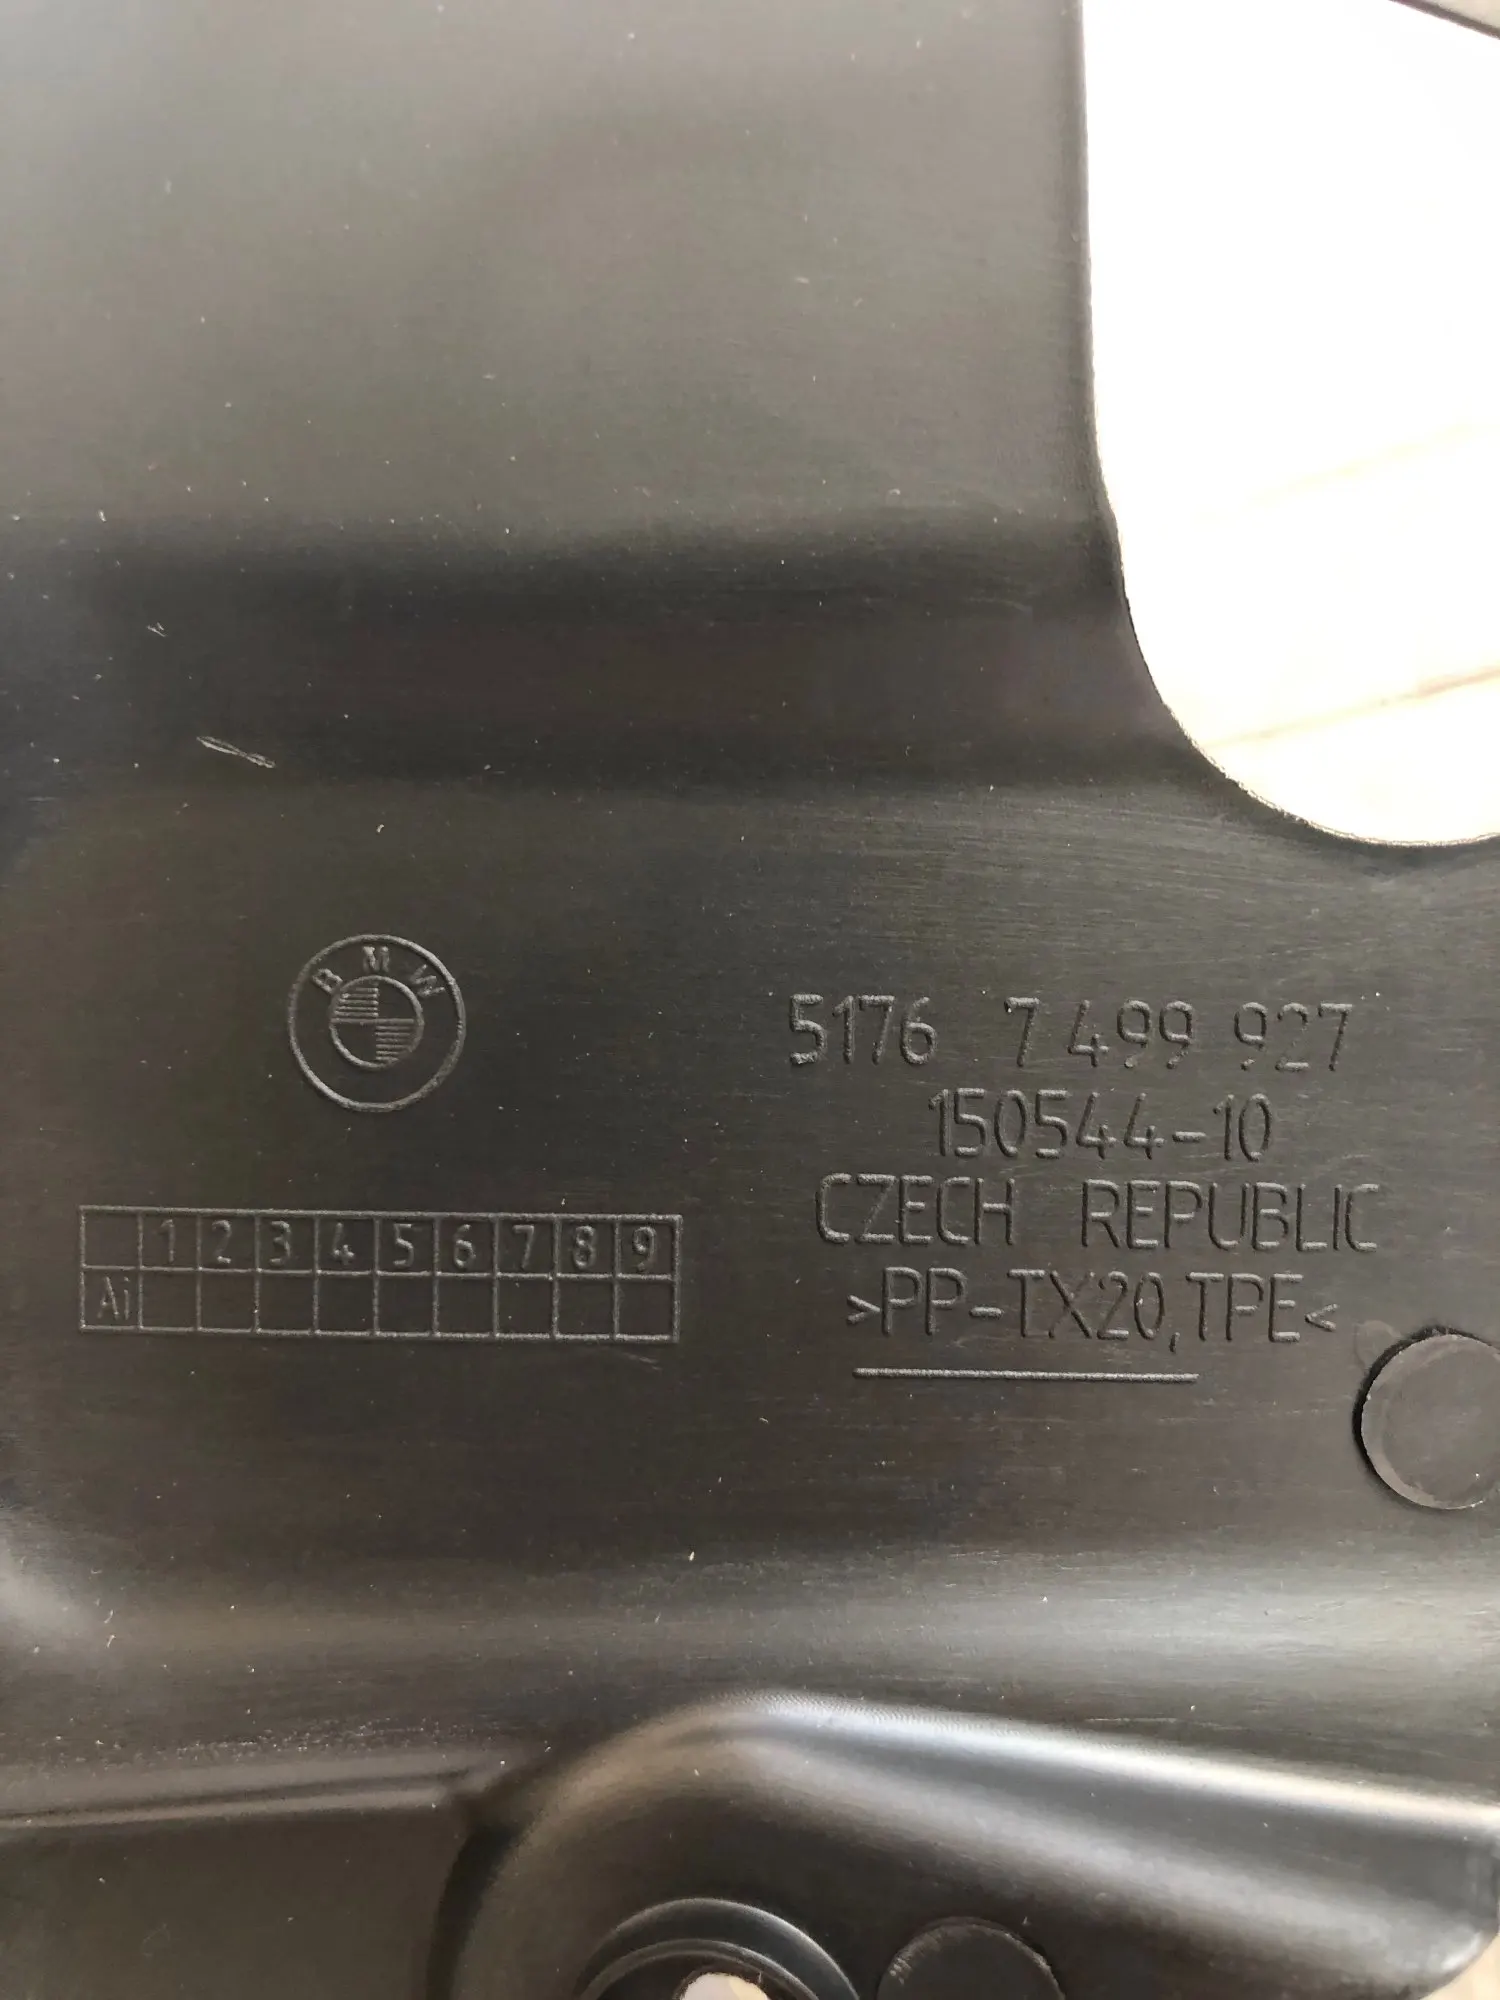 BMW
5176 7 499 927
150544-10
CZECH REPUBLIC
>PP-TX20,TPE<
1 2 3 4 5 6 7 8 9
Ai